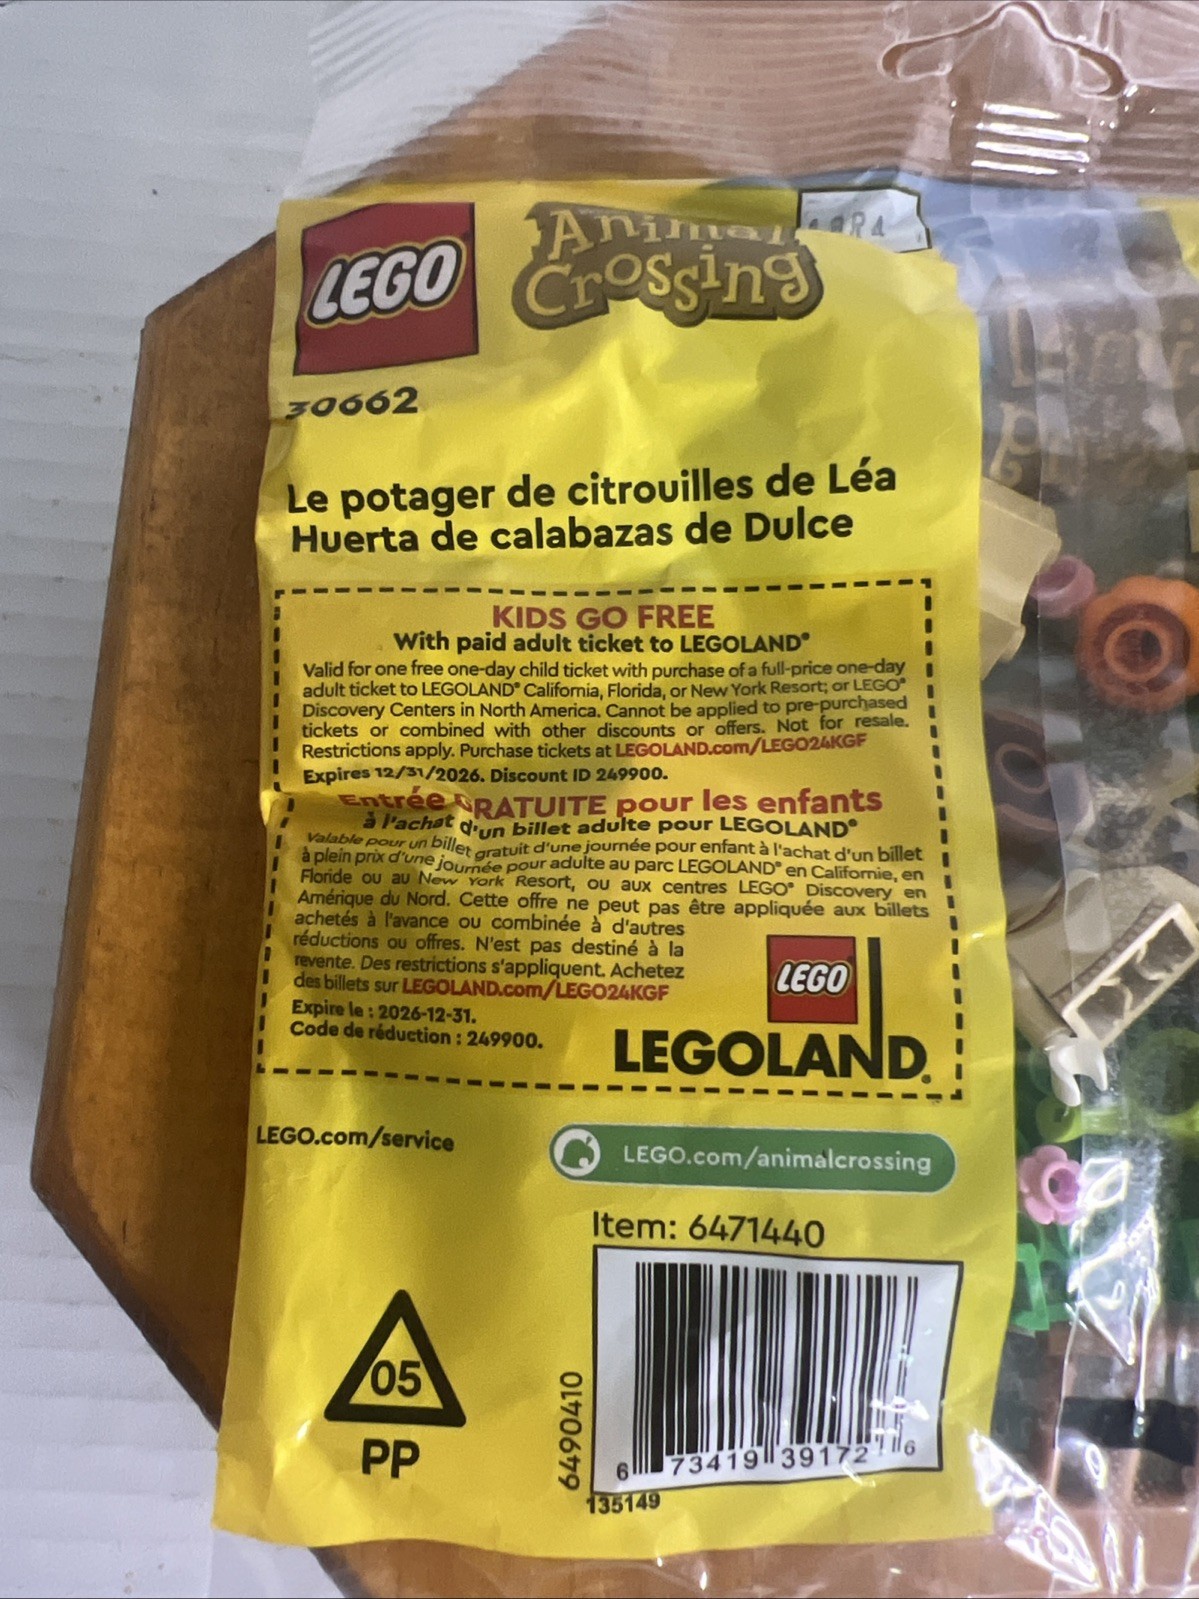 LEGO
Animal
Crossing
30662
Le potager de citrouilles de Léa
Huerta de calabazas de Dulce
KIDS GO FREE
With paid adult ticket to LEGOLAND®
Valid for one free one-day child ticket with purchase of a full-price one-day
adult ticket to LEGOLAND® California, Florida, or New York Resort; or LEGO®
Discovery Centers in North America. Cannot be applied to pre-purchased
tickets or combined with other discounts or offers. Not for resale.
Restrictions apply. Purchase tickets at LEGOLAND.com/LEGO24KGF
Expires 12/31/2026. Discount ID 249900.
Entrée GRATUITE pour les enfants
à l'achat d'un billet adulte pour LEGOLAND®
Valable pour un billet gratuit d'une journée pour enfant à l'achat d'un billet
à plein prix d'une journée pour adulte au parc LEGOLAND® en Californie, en
Floride ou au New York Resort, ou aux centres LEGO® Discovery en
Amérique du Nord. Cette offre ne peut pas être appliquée aux billets
achetés à l'avance ou combinée à d'autres
réductions ou offres. N'est pas destiné à la
revente. Des restrictions s'appliquent. Achetez
des billets sur LEGOLAND.com/LEGO24KGF
Expire le : 2026-12-31.
Code de réduction : 249900.
LEGO
LEGOLAND®
LEGO.com/service
LEGO.com/animalcrossing
Item: 6471440
05
PP
6490410
6 73419 39172 6
135149